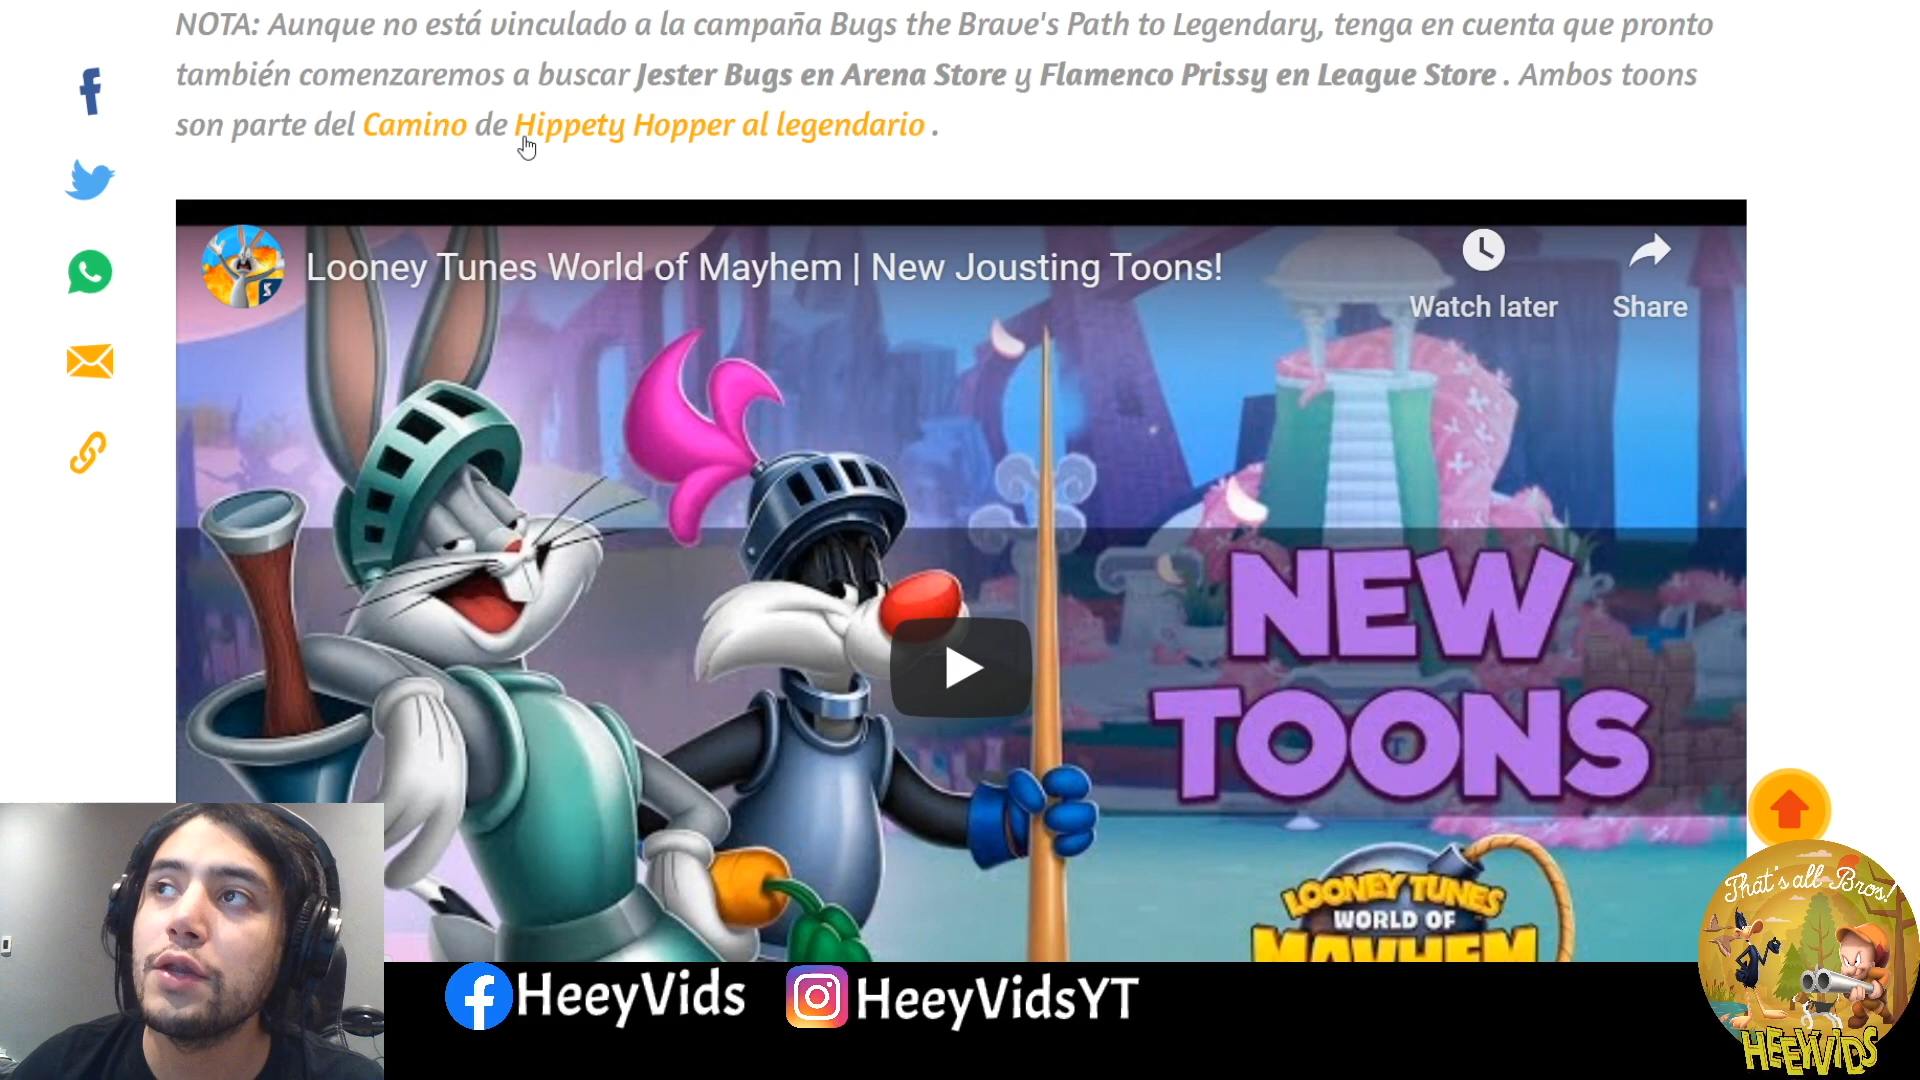 NOTA: Aunque no está vinculado a la campaña Bugs the Brave's Path to Legendary, tenga en cuenta que pronto
también comenzaremos a buscar Jester Bugs en Arena Store y Flamenco Prissy en League Store . Ambos toons
son parte del Camino de Hippety Hopper al legendario .
Looney Tunes World of Mayhem | New Jousting Toons!
Watch later
Share
NEW
TOONS
LOONEY TUNES
WORLD OF
MAYHEM
That's all Bros!
HEEYVIDS
HeeyVids
HeeyVidsYT